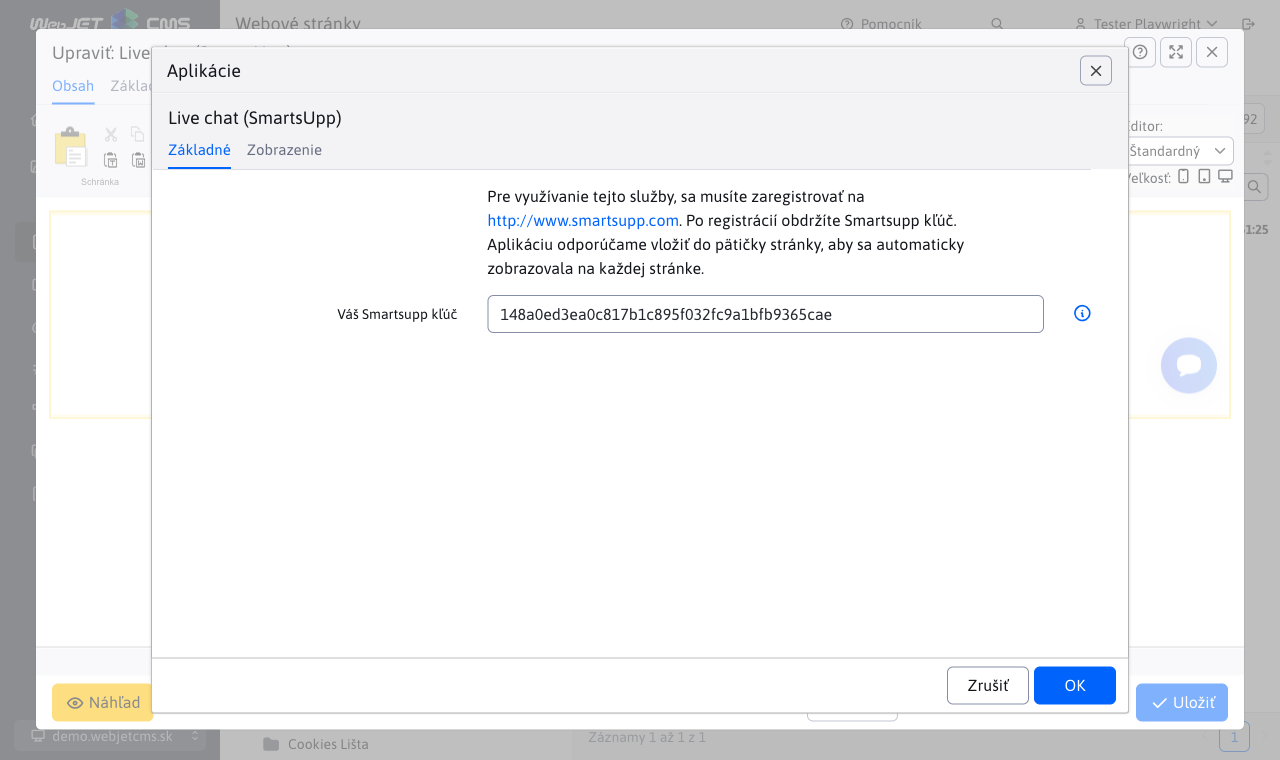 WebJET CMS
Webové stránky
Pomocník
Tester Playwright
Upraviť: Live
Aplikácie
Obsah
Základ
Live chat (SmartsUpp)
Základné
Zobrazenie
Editor:
Štandardný
Veľkosť:
Schránka
92
Pre využívanie tejto služby, sa musíte zaregistrovať na
http://www.smartsupp.com. Po registrácií obdržíte Smartsupp kľúč.
Aplikáciu odporúčame vložiť do pätičky stránky, aby sa automaticky
zobrazovala na každej stránke.
1:25
Váš Smartsupp kľúč
148a0ed3ea0c817b1c895f032fc9a1bfb9365cae
Zrušiť
OK
Náhľad
Uložiť
demo.webjetcms.sk
Cookies Lišta
Záznamy 1 až 1 z 1
1